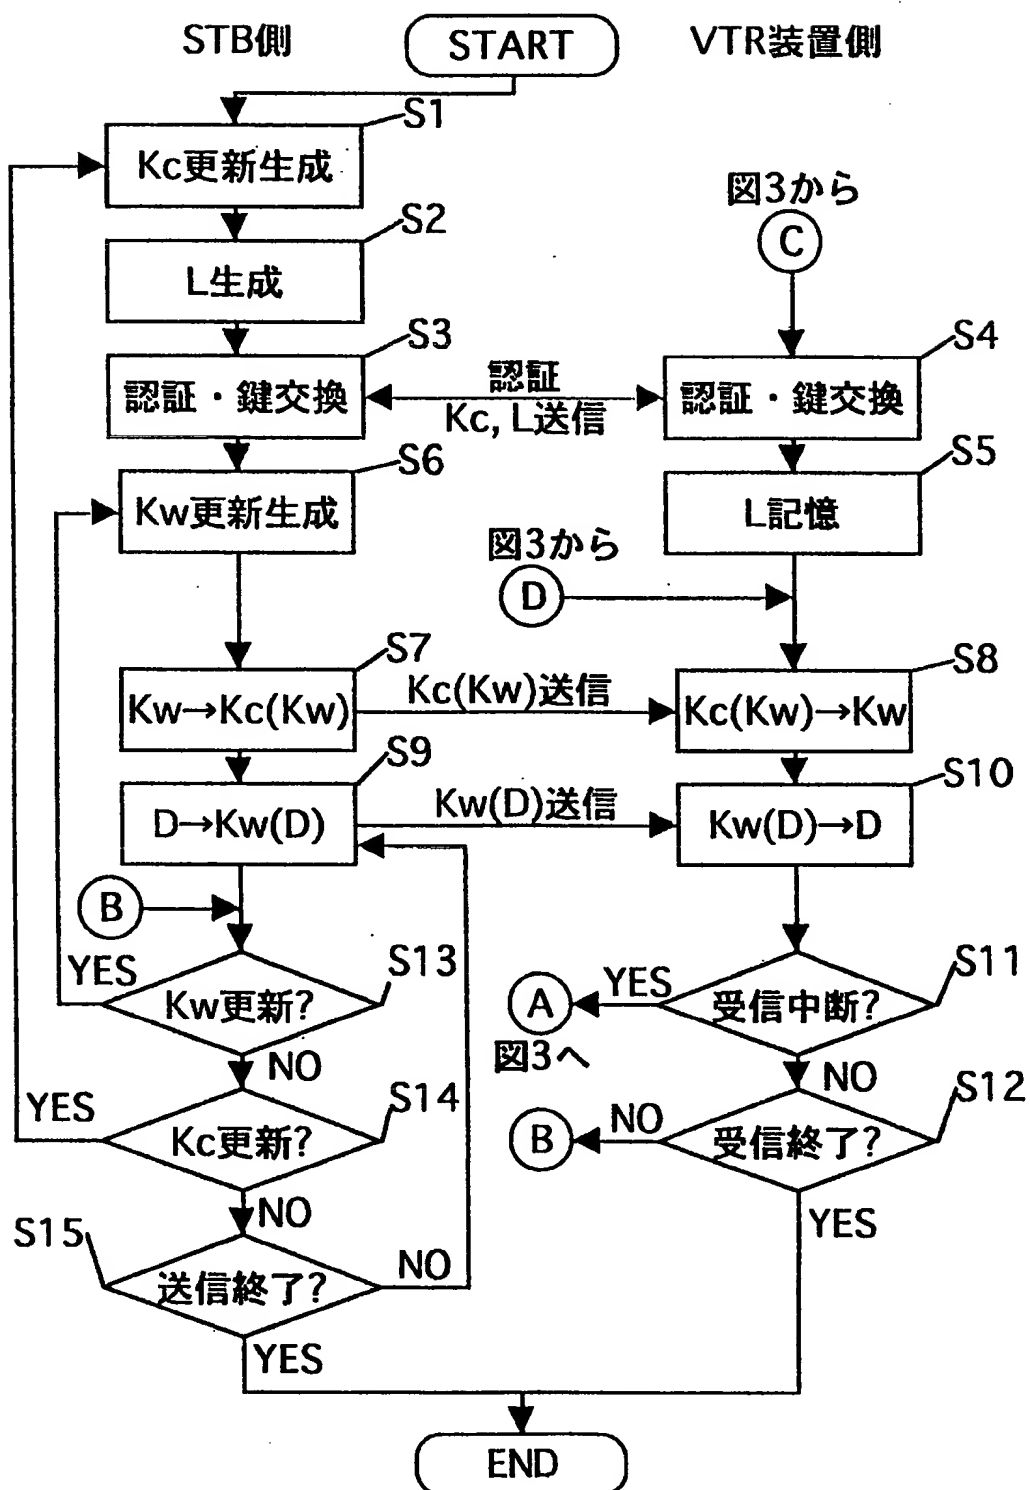 STB側
START
VTR装置側
S1
Kc更新生成
図3から
C
S2
L生成
S3
認証・鍵交換
認証
Kc, L送信
S4
認証・鍵交換
S6
Kw更新生成
S5
L記憶
図3から
D
S7
Kw→Kc(Kw)
Kc(Kw)送信
S8
Kc(Kw)→Kw
S9
D→Kw(D)
Kw(D)送信
S10
Kw(D)→D
B
S13
YES
Kw更新?
NO
S11
YES
受信中断?
A
図3へ
NO
S14
YES
Kc更新?
NO
S12
NO
受信終了?
B
YES
S15
送信終了?
NO
YES
END